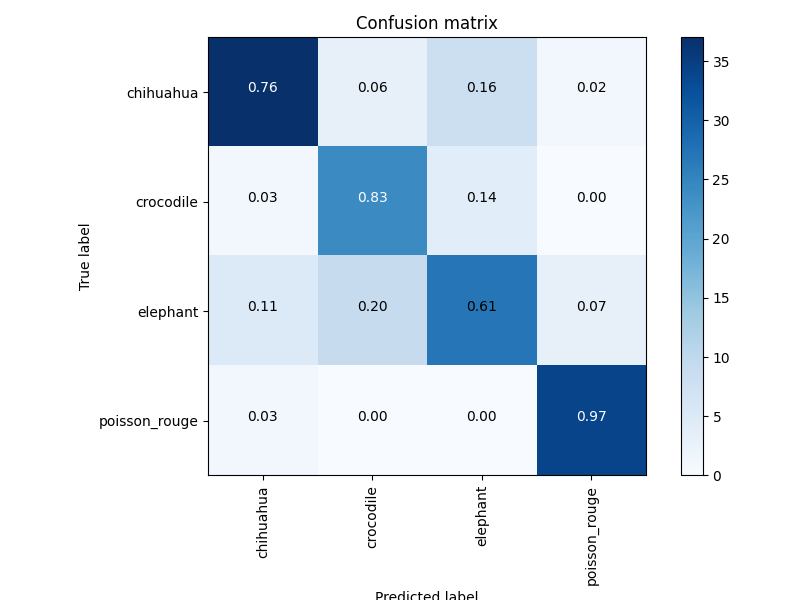 Confusion matrix
chihuahua 0.76 0.06 0.16 0.02
crocodile 0.03 0.83 0.14 0.00
elephant 0.11 0.20 0.61 0.07
poisson_rouge 0.03 0.00 0.00 0.97
True label
chihuahua
crocodile
elephant
poisson_rouge
Predicted label
35
30
25
20
15
10
5
0